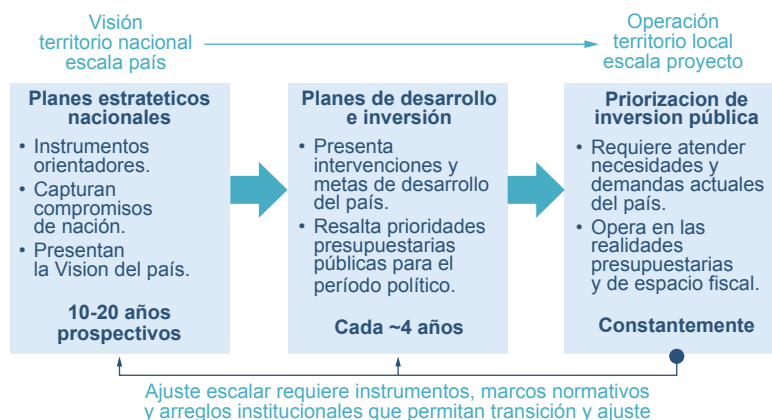 Visión
territorio nacional
escala país
Operación
territorio local
escala proyecto
Planes estrateticos
nacionales
• Instrumentos
orientadores.
• Capturan
compromisos
de nación.
• Presentan
la Vision del país.
10-20 años
prospectivos
Planes de desarrollo
e inversión
• Presenta
intervenciones y
metas de desarrollo
del país.
• Resalta prioridades
presupuestarias
públicas para el
período político.
Cada ~4 años
Priorizacion de
inversion pública
• Requiere atender
necesidades y
demandas actuales
del país.
• Opera en las
realidades
presupuestarias
y de espacio fiscal.
Constantemente
Ajuste escalar requiere instrumentos, marcos normativos
y arreglos institucionales que permitan transición y ajuste